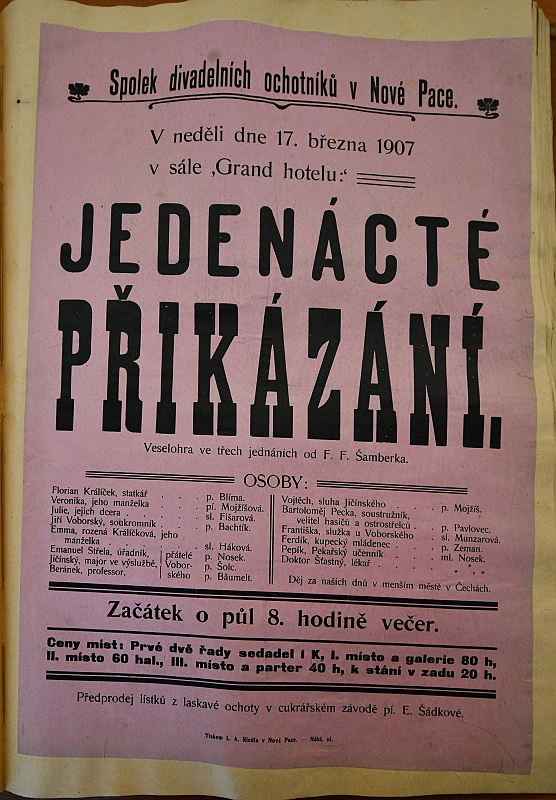 Spolek divadelních ochotníků v Nové Pace.
V neděli dne 17. března 1907
v sále ‚Grand hotelu:‘
JEDENÁCTÉ
PŘIKÁZÁNÍ.
Veselohra ve třech jednáních od F. F. Šamberka.
OSOBY:
Florian Králíček, statkář . . . . p. Blíma.
Veronika, jeho manželka . . . . pí. Mojžíšová.
Julie, jejich dcera . . . . sl. Fišarová.
Jiří Voborský, soukromník . . . p. Bachtík.
Emma, rozená Králíčková, jeho
manželka . . . . sl. Háková.
Emanuel Střela, úřadník, přátelé p. Nosek.
Jičínský, major ve výslužbě, Vobor- p. Šolc.
Beránek, professor, ského p. Bäumelt.
Vojtěch, sluha Jičínského . . . p. Mojžíš.
Bartoloměj Pecka, soustružník,
velitel hasičů a ostrostřelců . p. Pavlovec.
Františka, služka u Voborského . sl. Munzarová.
Ferdík, kupecký mládenec . . p. Zeman.
Pepík, Pekařský učenník . . . ml. Nosek.
Doktor Šťastný, lékař . . . . * * *
Děj za našich dnů v menším městě v Čechách.
Začátek o půl 8. hodině večer.
Ceny míst: Prvé dvě řady sedadel 1 K, I. místo a galerie 80 h,
II. místo 60 hal., III. místo a parter 40 h, k stání v zadu 20 h.
Předprodej lístků z laskavé ochoty v cukrářském závodě pí. E. Šádkové.
Tiskem L. A. Riedla v Nové Pace. — Nákl. vl.